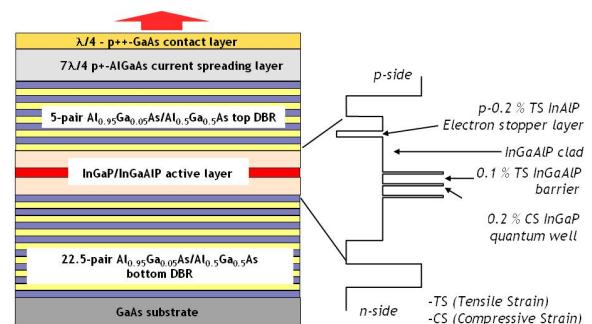 λ/4 - p++-GaAs contact layer
7λ/4 p+-AlGaAs current spreading layer
5-pair Al₀.₉₅Ga₀.₀₅As/Al₀.₅Ga₀.₅As top DBR
InGaP/InGaAlP active layer
22.5-pair Al₀.₉₅Ga₀.₀₅As/Al₀.₅Ga₀.₅As
bottom DBR
GaAs substrate
p-side
p-0.2 % TS InAlP
Electron stopper layer
InGaAlP clad
0.1 % TS InGaAlP
barrier
0.2 % CS InGaP
quantum well
n-side
-TS (Tensile Strain)
-CS (Compressive Strain)